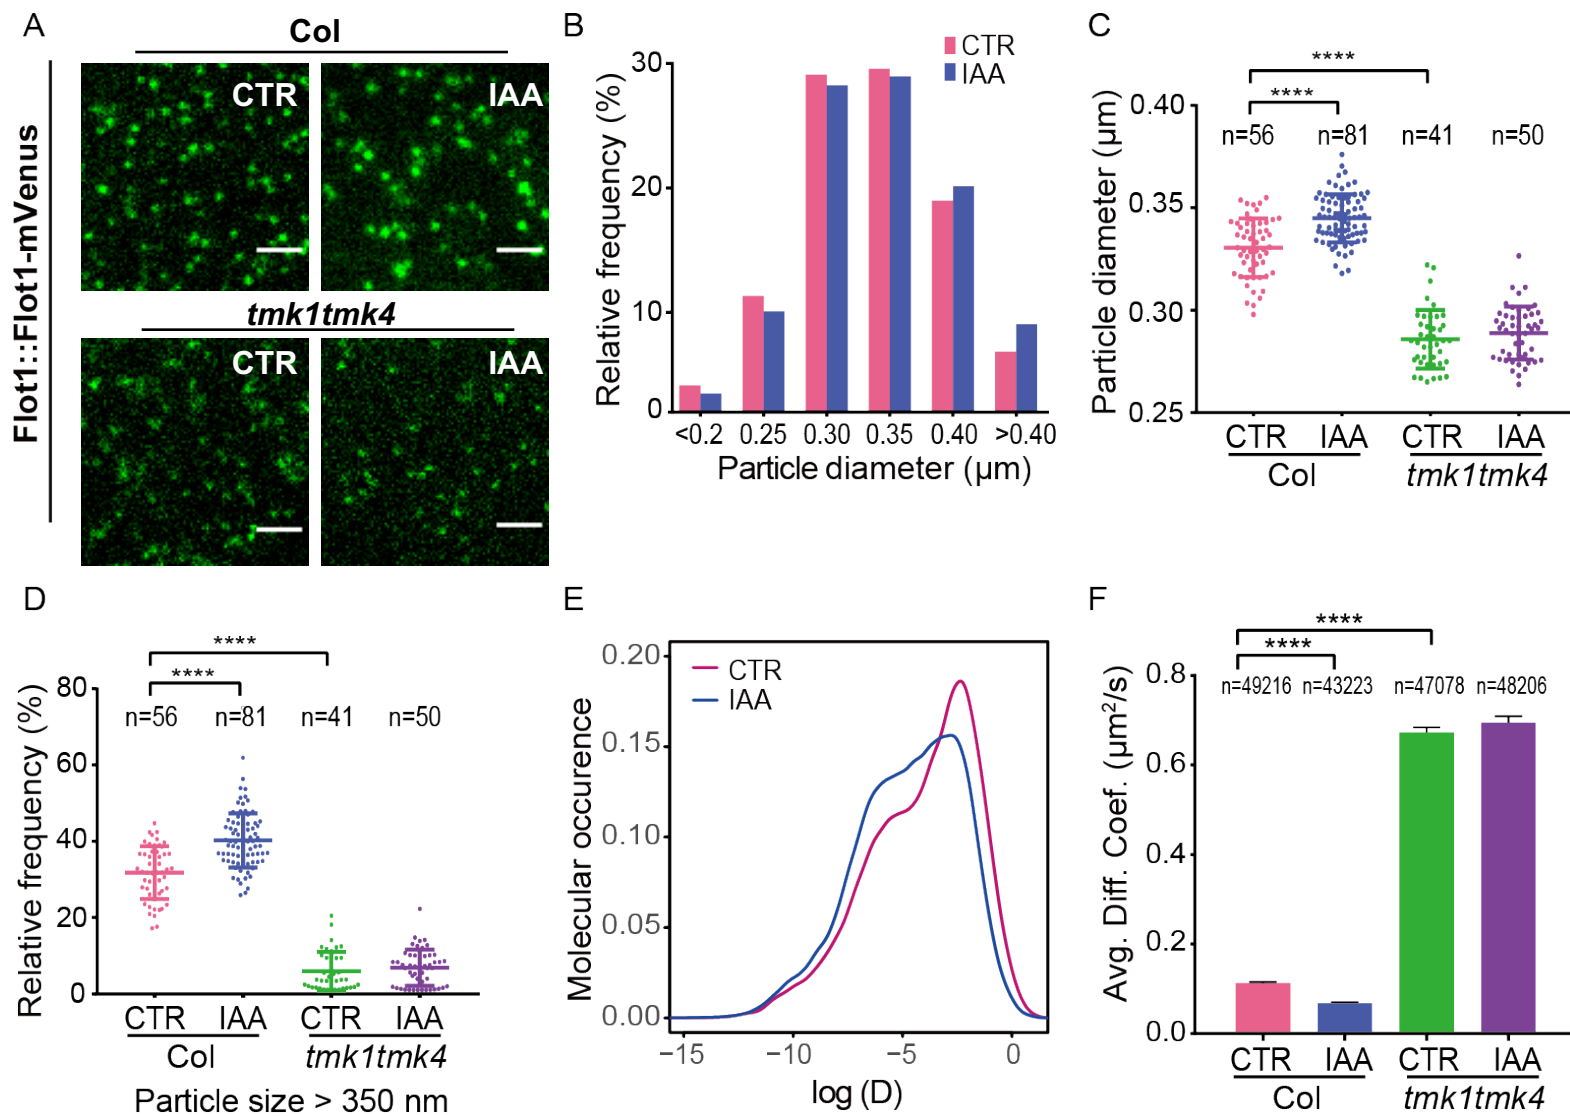 A
Col
Flot1::Flot1-mVenus
CTR
IAA
tmk1tmk4
CTR
IAA
B
CTR
IAA
Relative frequency (%)
30
20
10
0
<0.2 0.25 0.30 0.35 0.40 >0.40
Particle diameter (µm)
C
****
****
n=56 n=81 n=41 n=50
Particle diameter (µm)
0.40
0.35
0.30
0.25
CTR IAA CTR IAA
Col tmk1tmk4
D
****
****
n=56 n=81 n=41 n=50
Relative frequency (%)
80
60
40
20
0
CTR IAA CTR IAA
Col tmk1tmk4
Particle size > 350 nm
E
CTR
IAA
Molecular occurence
0.20
0.15
0.10
0.05
0.00
−15 −10 −5 0
log (D)
F
****
****
n=49216 n=43223 n=47078 n=48206
Avg. Diff. Coef. (µm²/s)
0.8
0.6
0.4
0.2
0.0
CTR IAA CTR IAA
Col tmk1tmk4